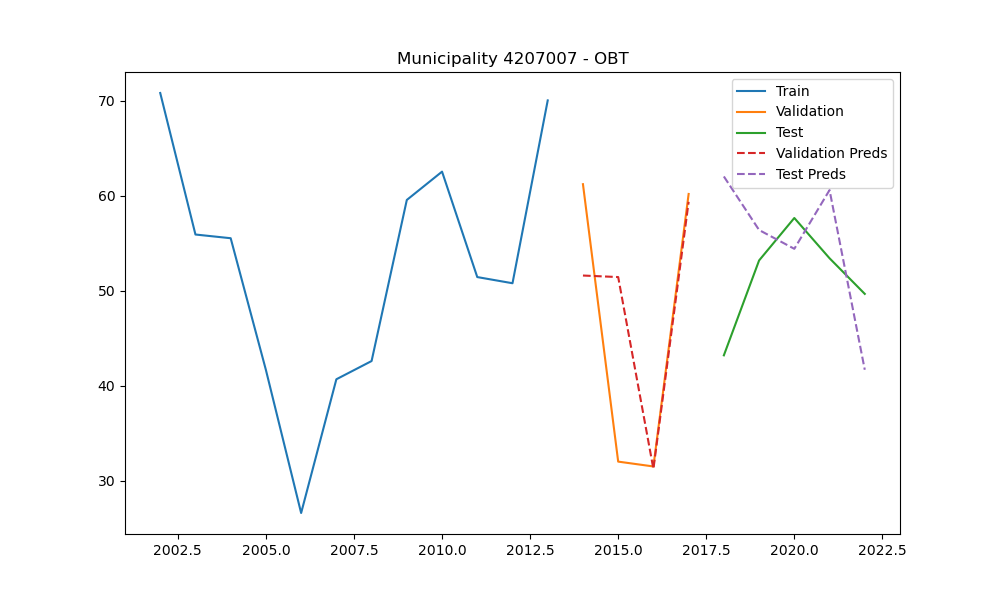 Municipality 4207007 - OBT
Train
Validation
Test
Validation Preds
Test Preds
70
60
50
40
30
2002.5 2005.0 2007.5 2010.0 2012.5 2015.0 2017.5 2020.0 2022.5